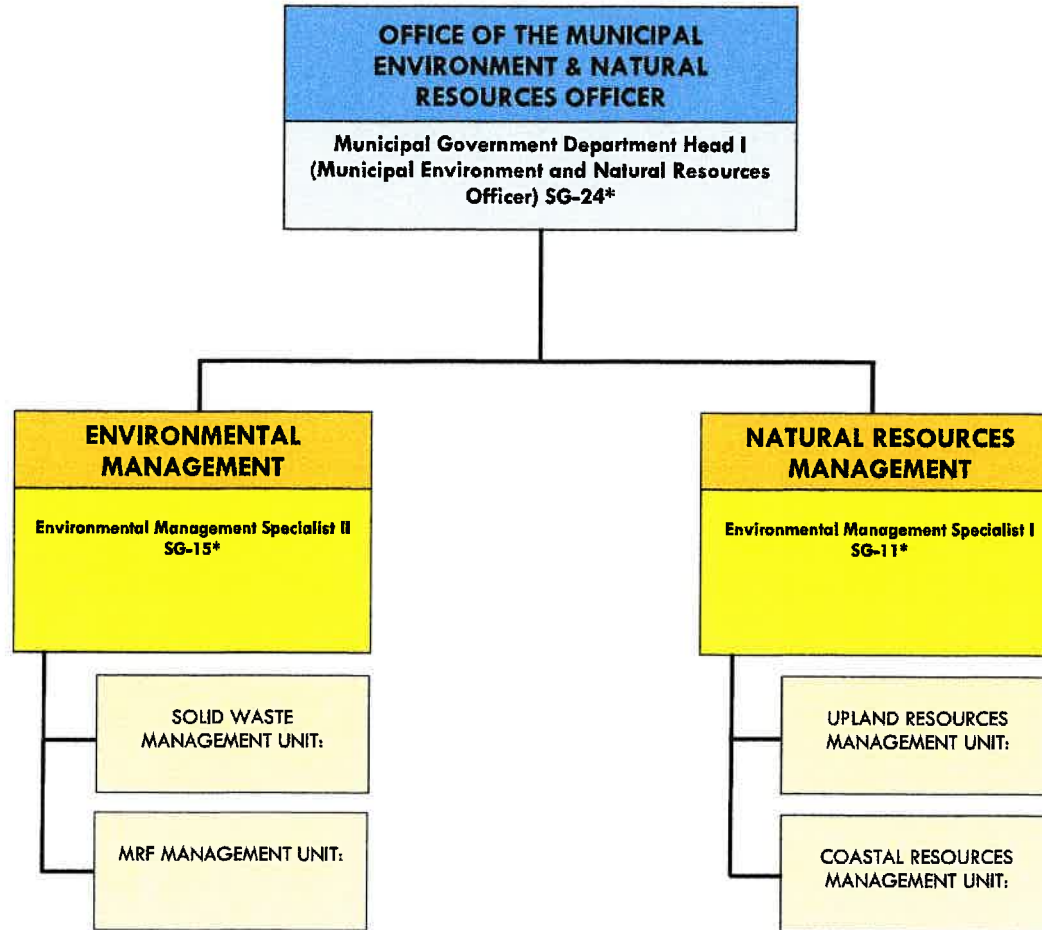 OFFICE OF THE MUNICIPAL
ENVIRONMENT & NATURAL
RESOURCES OFFICER
Municipal Government Department Head I
(Municipal Environment and Natural Resources
Officer) SG-24*
ENVIRONMENTAL
MANAGEMENT
Environmental Management Specialist II
SG-15*
SOLID WASTE
MANAGEMENT UNIT:
MRF MANAGEMENT UNIT:
NATURAL RESOURCES
MANAGEMENT
Environmental Management Specialist I
SG-11*
UPLAND RESOURCES
MANAGEMENT UNIT:
COASTAL RESOURCES
MANAGEMENT UNIT: